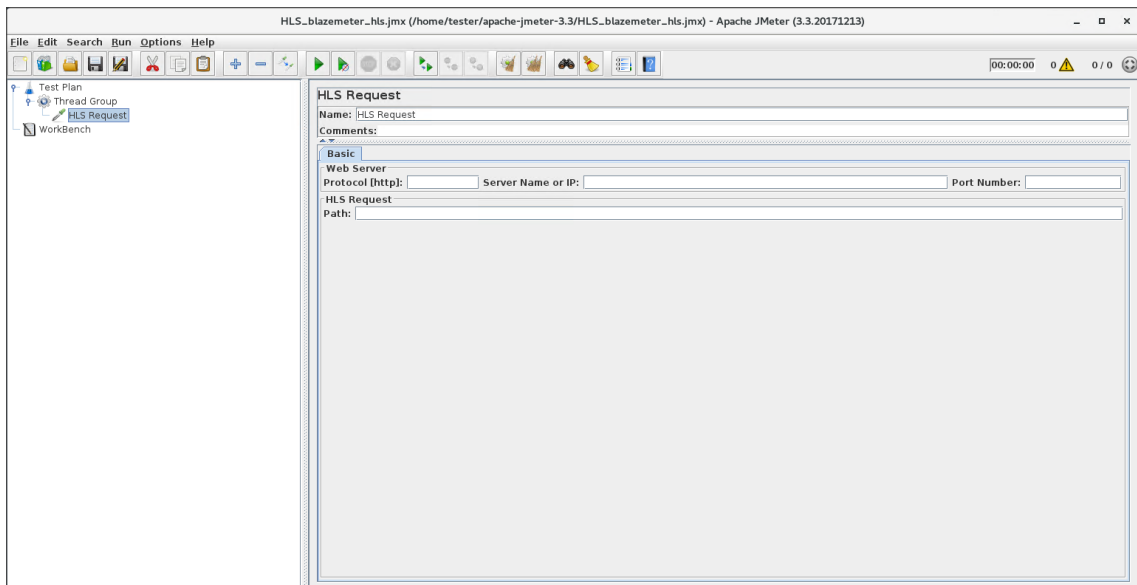 HLS_blazemeter_hls.jmx (/home/tester/apache-jmeter-3.3/HLS_blazemeter_hls.jmx) - Apache JMeter (3.3.20171213)
File Edit Search Run Options Help
00:00:00 0 0 / 0
Test Plan
Thread Group
HLS Request
WorkBench
HLS Request
Name: HLS Request
Comments:
Basic
Web Server
Protocol [http]: Server Name or IP: Port Number:
HLS Request
Path: